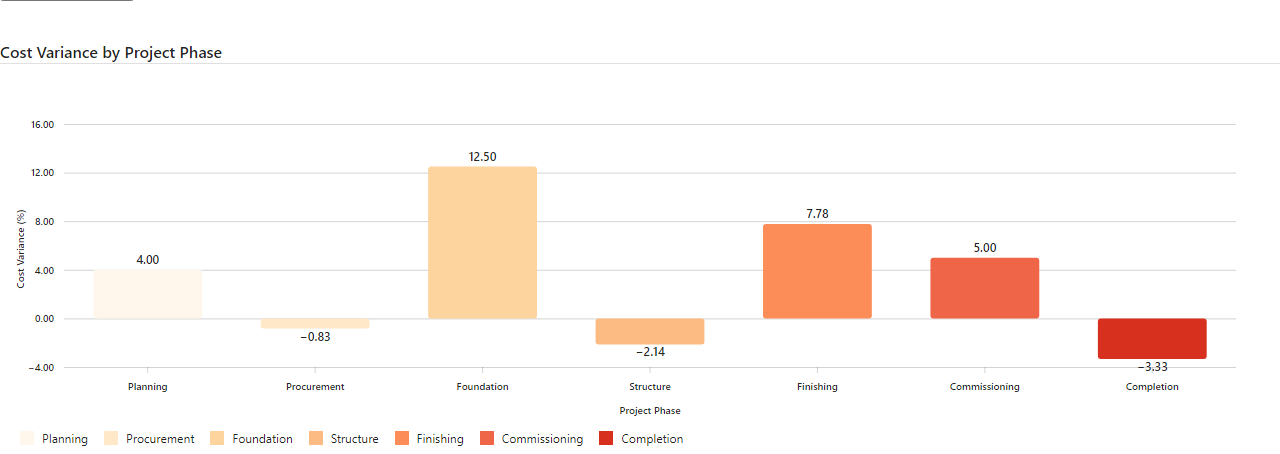 Cost Variance by Project Phase
16.00
12.00
8.00
4.00
0.00
−4.00
Cost Variance (%)
4.00
−0.83
12.50
−2.14
7.78
5.00
−3.33
Planning Procurement Foundation Structure Finishing Commissioning Completion
Project Phase
Planning Procurement Foundation Structure Finishing Commissioning Completion